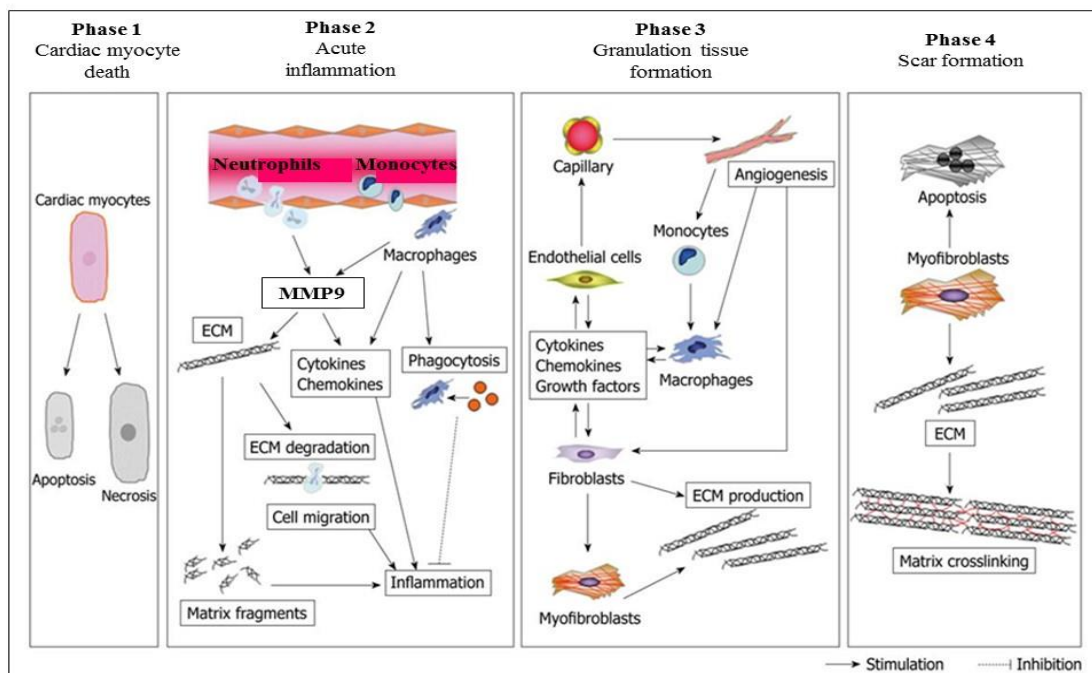 Phase 1
Cardiac myocyte
death
Phase 2
Acute
inflammation
Phase 3
Granulation tissue
formation
Phase 4
Scar formation
Cardiac myocytes
Apoptosis
Necrosis
Neutrophils
Monocytes
Macrophages
MMP9
ECM
Cytokines
Chemokines
Phagocytosis
ECM degradation
Cell migration
Inflammation
Matrix fragments
Capillary
Angiogenesis
Monocytes
Endothelial cells
Cytokines
Chemokines
Growth factors
Macrophages
Fibroblasts
ECM production
Myofibroblasts
Apoptosis
Myofibroblasts
ECM
Matrix crosslinking
Stimulation
Inhibition